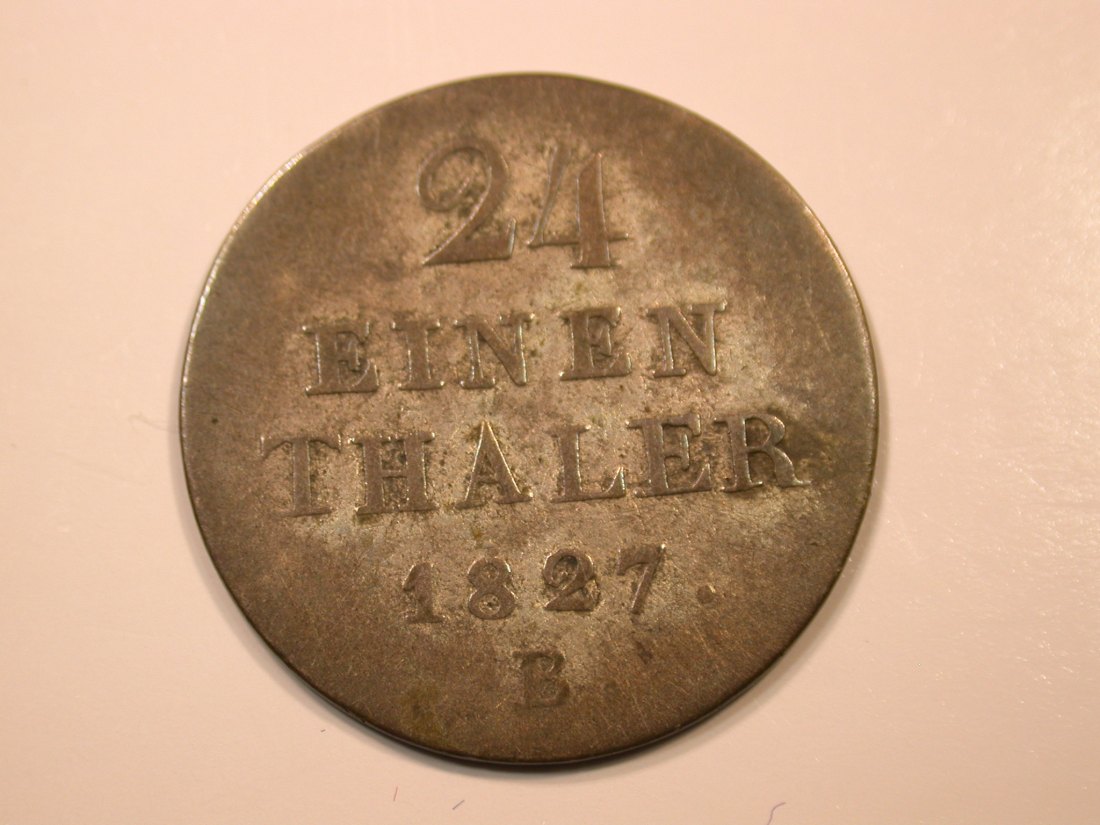 24
EINEN
THALER
1827.
B